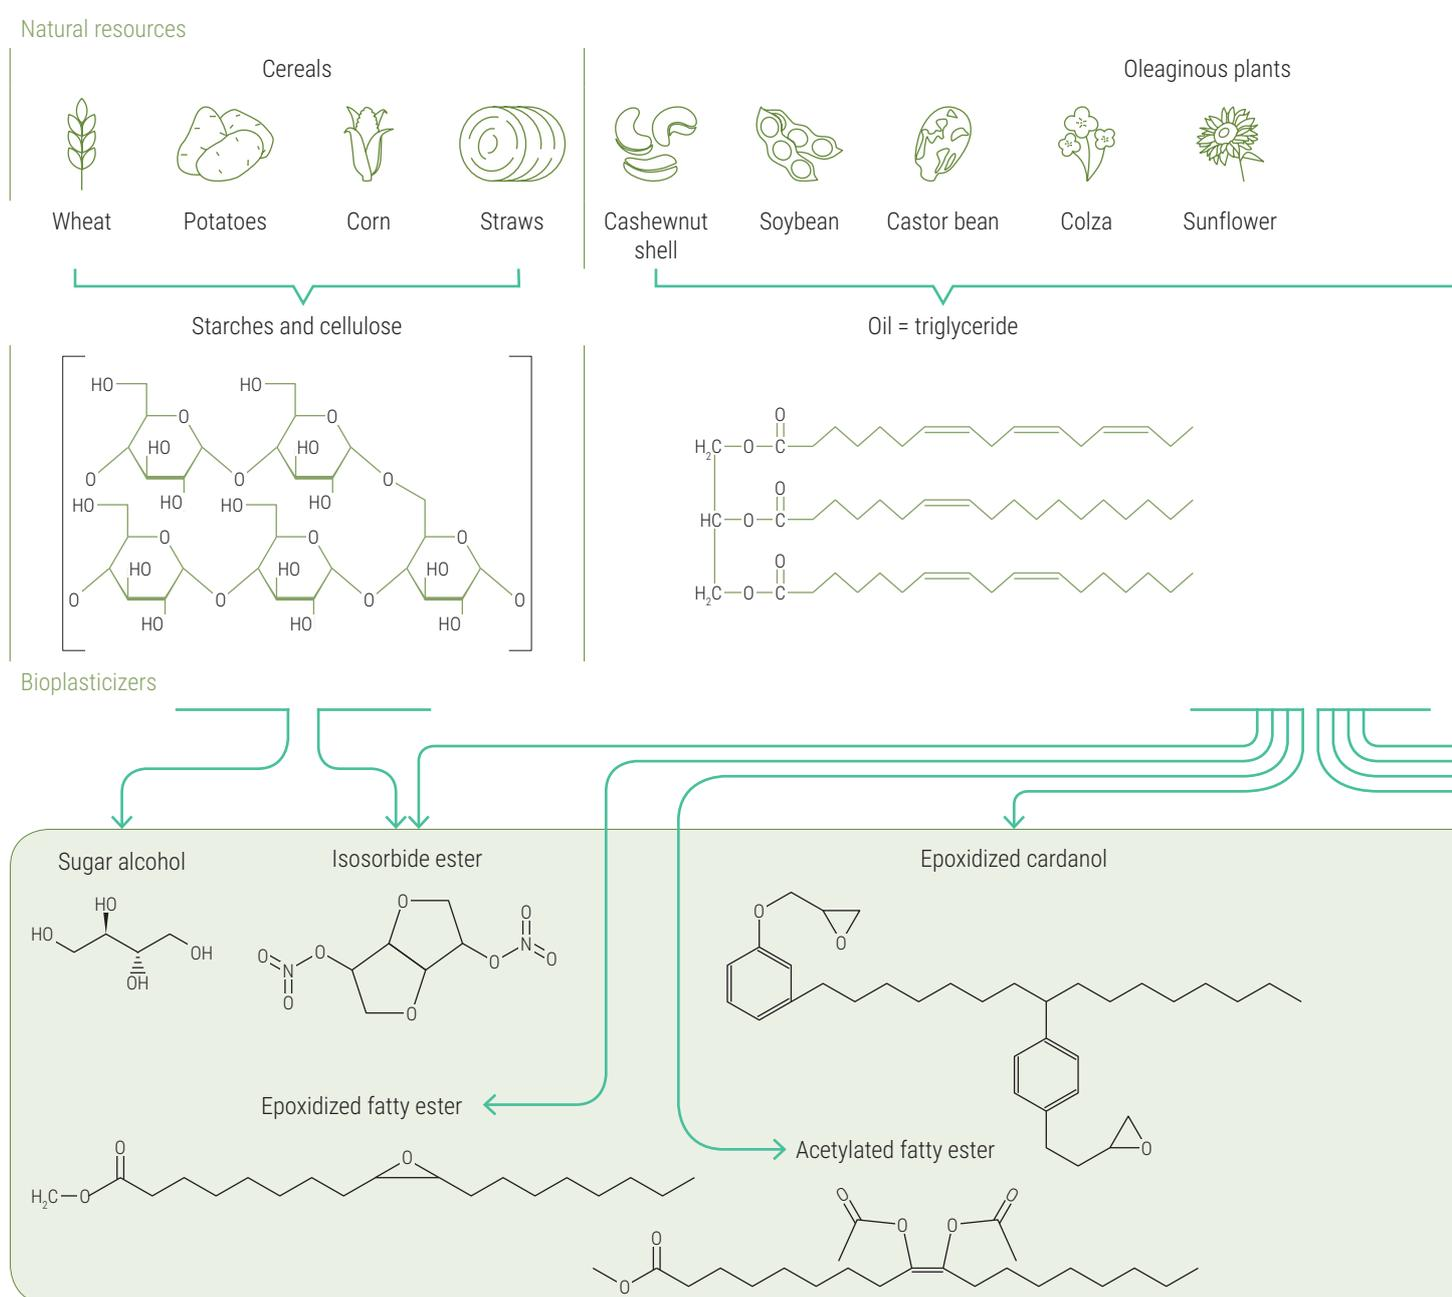 Natural resources
Cereals
Oleaginous plants
Wheat
Potatoes
Corn
Straws
Cashewnut
shell
Soybean
Castor bean
Colza
Sunflower
Starches and cellulose
Oil = triglyceride
HO
HO
O
O
HO
HO
O
O
O
HO
HO
HO
HO
O
O
O
HO
HO
HO
O
O
O
O
HO
HO
HO
O
H2C—O—C
O
HC—O—C
O
H2C—O—C
Bioplasticizers
Sugar alcohol
Isosorbide ester
Epoxidized cardanol
HO
HO
OH
OH
O
O
N
O
O
O
N
O
O
O
O
O
Epoxidized fatty ester
Acetylated fatty ester
O
O
O
H2C—O
O
O
O
O
O
O